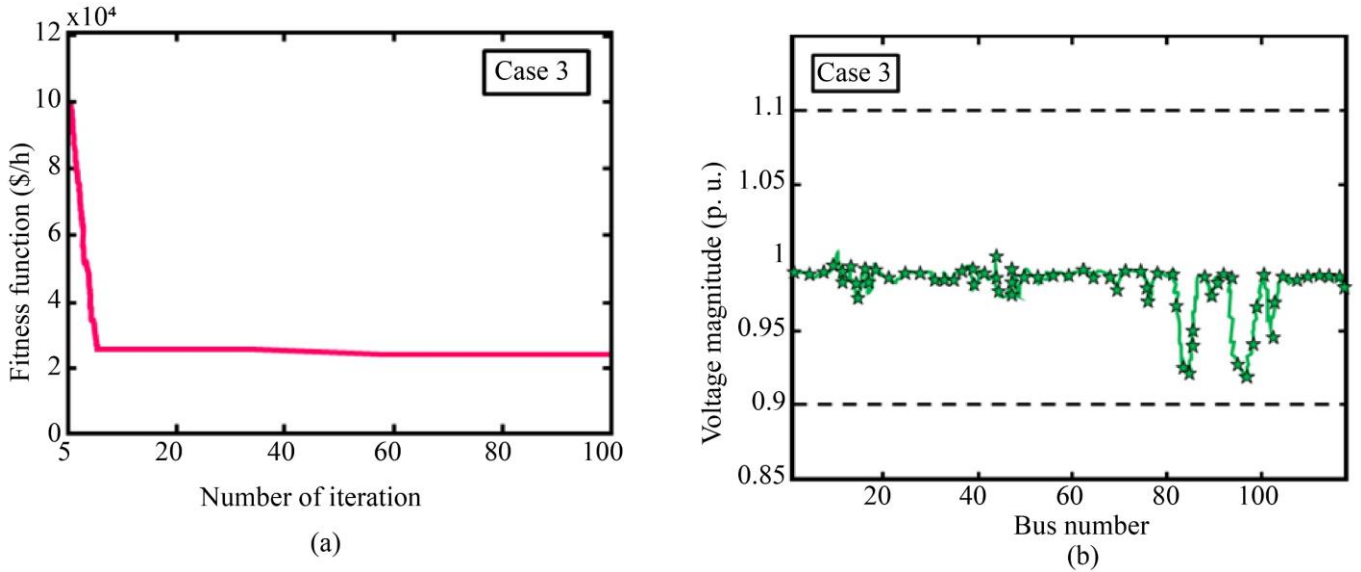 ×10⁴
12
10
8
6
4
2
0
5 20 40 60 80 100
Fitness function ($/h)
Number of iteration
Case 3
(a)
1.1
1.05
1
0.95
0.9
0.85
20 40 60 80 100
Voltage magnitude (p. u.)
Bus number
Case 3
(b)